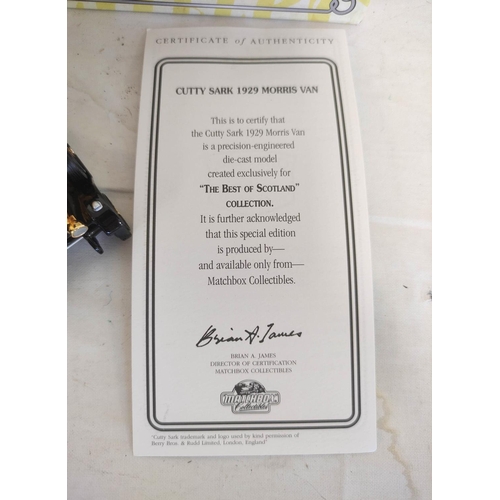 CERTIFICATE of AUTHENTICITY
CUTTY SARK 1929 MORRIS VAN
This is to certify that
the Cutty Sark 1929 Morris Van
is a precision-engineered
die-cast model
created exclusively for
"THE BEST OF SCOTLAND"
COLLECTION.
It is further acknowledged
that this special edition
is produced by—
and available only from—
Matchbox Collectibles.
Brian A. James
BRIAN A. JAMES
DIRECTOR OF CERTIFICATION
MATCHBOX COLLECTIBLES
MATCHBOX
Collectibles
"Cutty Sark trademark and logo used by kind permission of
Berry Bros. & Rudd Limited, London, England"